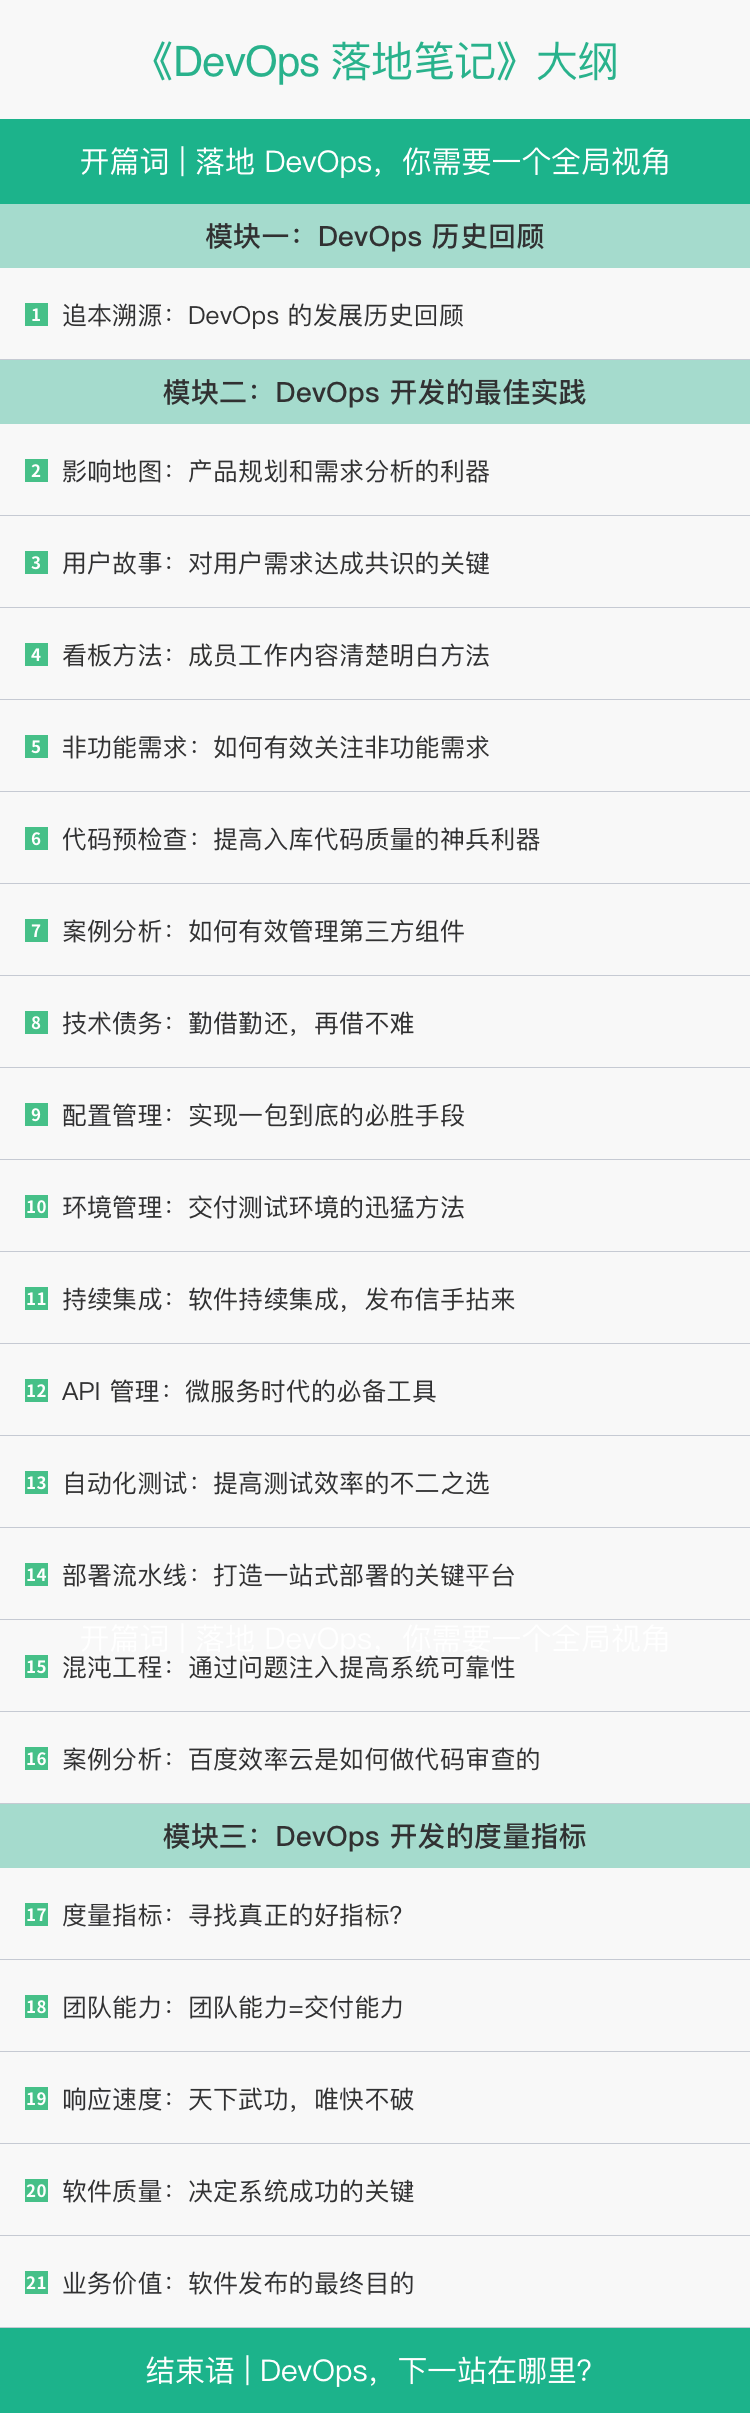 《DevOps 落地笔记》大纲
开篇词 | 落地 DevOps，你需要一个全局视角
模块一：DevOps 历史回顾
1 追本溯源：DevOps 的发展历史回顾
模块二：DevOps 开发的最佳实践
2 影响地图：产品规划和需求分析的利器
3 用户故事：对用户需求达成共识的关键
4 看板方法：成员工作内容清楚明白方法
5 非功能需求：如何有效关注非功能需求
6 代码预检查：提高入库代码质量的神兵利器
7 案例分析：如何有效管理第三方组件
8 技术债务：勤借勤还，再借不难
9 配置管理：实现一包到底的必胜手段
10 环境管理：交付测试环境的迅猛方法
11 持续集成：软件持续集成，发布信手拈来
12 API 管理：微服务时代的必备工具
13 自动化测试：提高测试效率的不二之选
14 部署流水线：打造一站式部署的关键平台
开篇词 | 落地 DevOps，你需要一个全局视角
15 混沌工程：通过问题注入提高系统可靠性
16 案例分析：百度效率云是如何做代码审查的
模块三：DevOps 开发的度量指标
17 度量指标：寻找真正的好指标？
18 团队能力：团队能力=交付能力
19 响应速度：天下武功，唯快不破
20 软件质量：决定系统成功的关键
21 业务价值：软件发布的最终目的
结束语 | DevOps，下一站在哪里？